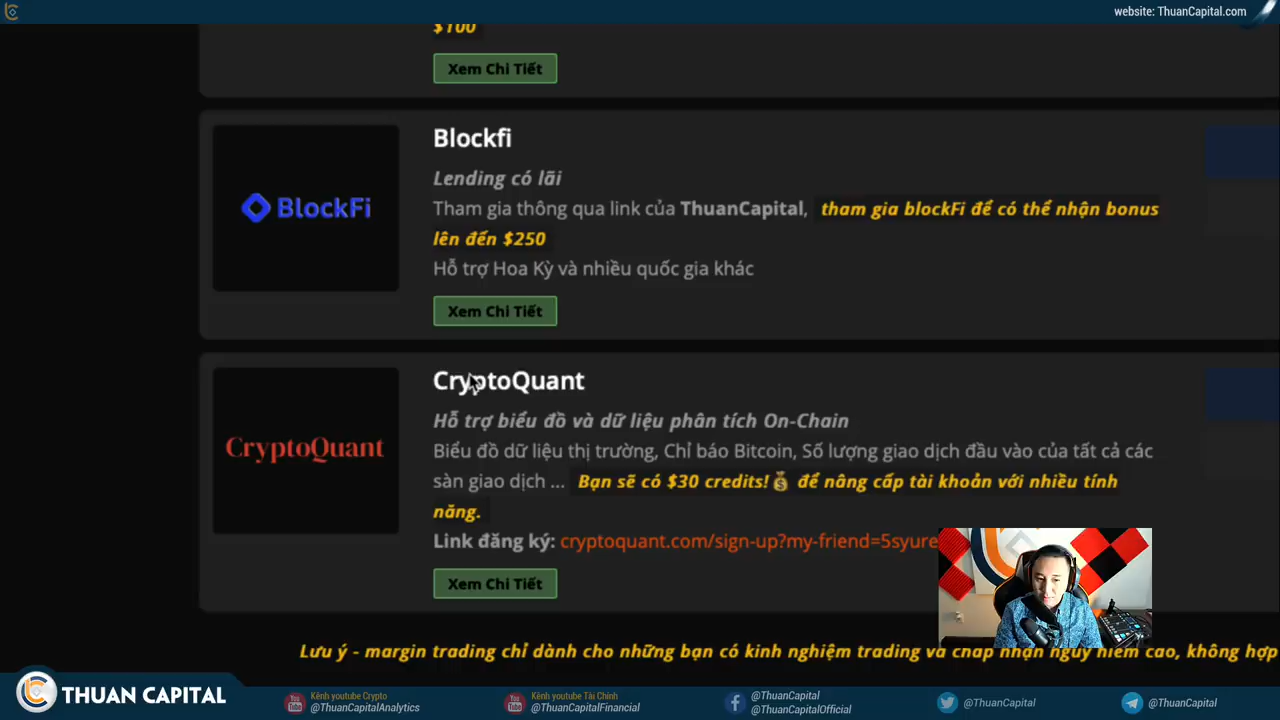 website: ThuanCapital.com
$100
Xem Chi Tiết
BlockFi
Blockfi
Lending có lãi
Tham gia thông qua link của ThuanCapital, tham gia blockFi để có thể nhận bonus
lên đến $250
Hỗ trợ Hoa Kỳ và nhiều quốc gia khác
Xem Chi Tiết
CryptoQuant
CryptoQuant
Hỗ trợ biểu đồ và dữ liệu phân tích On-Chain
Biểu đồ dữ liệu thị trường, Chỉ báo Bitcoin, Số lượng giao dịch đầu vào của tất cả các
sàn giao dịch ... Bạn sẽ có $30 credits!💰 để nâng cấp tài khoản với nhiều tính
năng.
Link đăng ký: cryptoquant.com/sign-up?my-friend=5syure
Xem Chi Tiết
Lưu ý - margin trading chỉ dành cho những bạn có kinh nghiệm trading và chấp nhận nguy hiểm cao, không hợp
THUAN CAPITAL
Kênh youtube Crypto
@ThuanCapitalAnalytics
Kênh youtube Tài Chính
@ThuanCapitalFinancial
@ThuanCapital
@ThuanCapitalOfficial
@ThuanCapital
@ThuanCapital